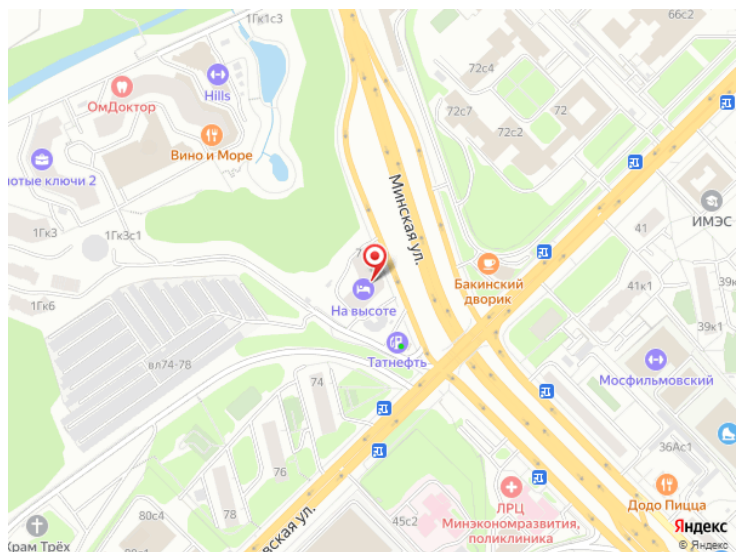 1Гк1с3
66с2
72с4
ОмДоктор
Hills
72с7
72
72с2
Вино и Море
Минская ул.
нотые ключи 2
ИМЭС
1Гк3
1Гк3с1
41
Бакинский
дворик
41к1
39к
1Гк6
На высоте
39к1
Татнефть
вл74-78
Мосфильмовский
74
36Ас1
76
78
ЛРЦ
Минэкономразвития,
поликлиника
Додо Пицца
80с4
45с2
вская ул.
Храм Трёх
Яндекс
© Яндекс